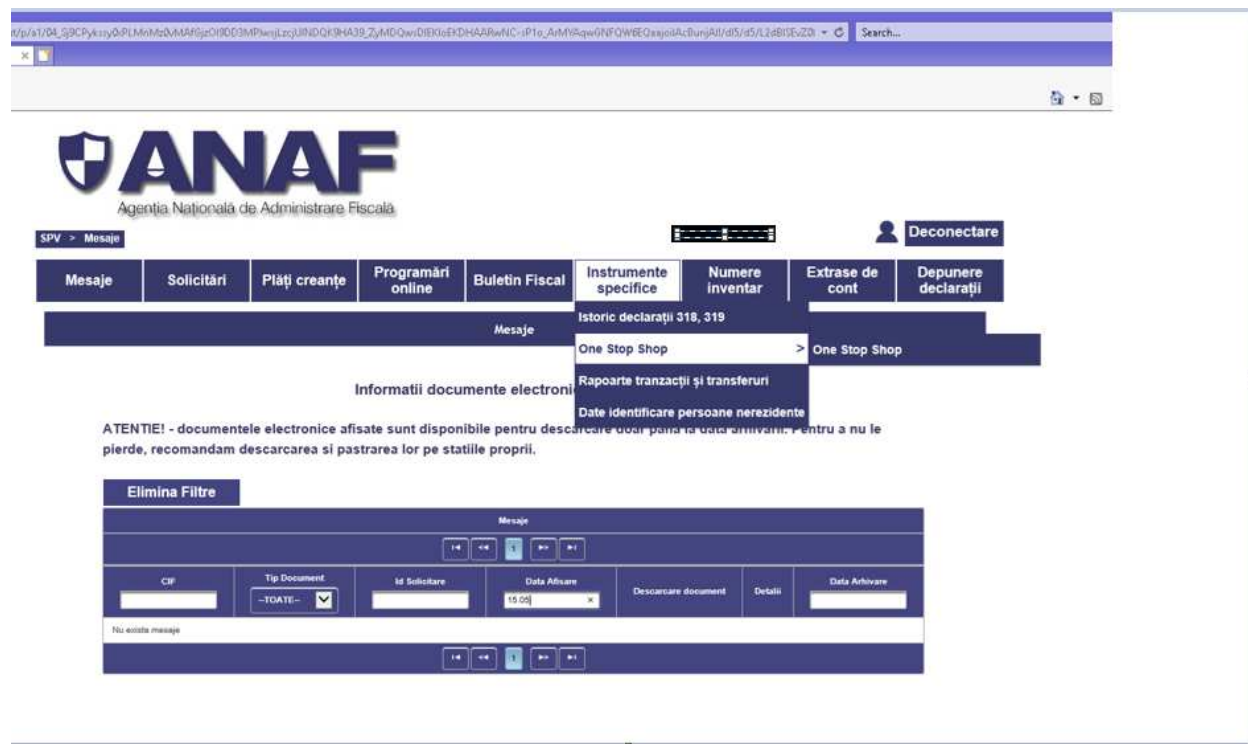 Search...
ANAF
Agenția Națională de Administrare Fiscală
SPV > Mesaje
Deconectare
Mesaje
Solicitări
Plăți creanțe
Programări online
Buletin Fiscal
Instrumente specifice
Numere inventar
Extrase de cont
Depunere declarații
Istoric declarații 318, 319
Mesaje
One Stop Shop > One Stop Shop
Rapoarte tranzacții și transferuri
Date identificare persoane nerezidente
Informatii documente electroni
ATENTIE! - documentele electronice afisate sunt disponibile pentru descarcare doar pana la data arhivarii. Pentru a nu le
pierde, recomandam descarcarea si pastrarea lor pe statiile proprii.
Elimina Filtre
Mesaje
1
CIF
Tip Document
--TOATE--
Id Solicitare
Data Afisare
15.05
Descarcare document
Detalii
Data Arhivare
Nu exista mesaje
1